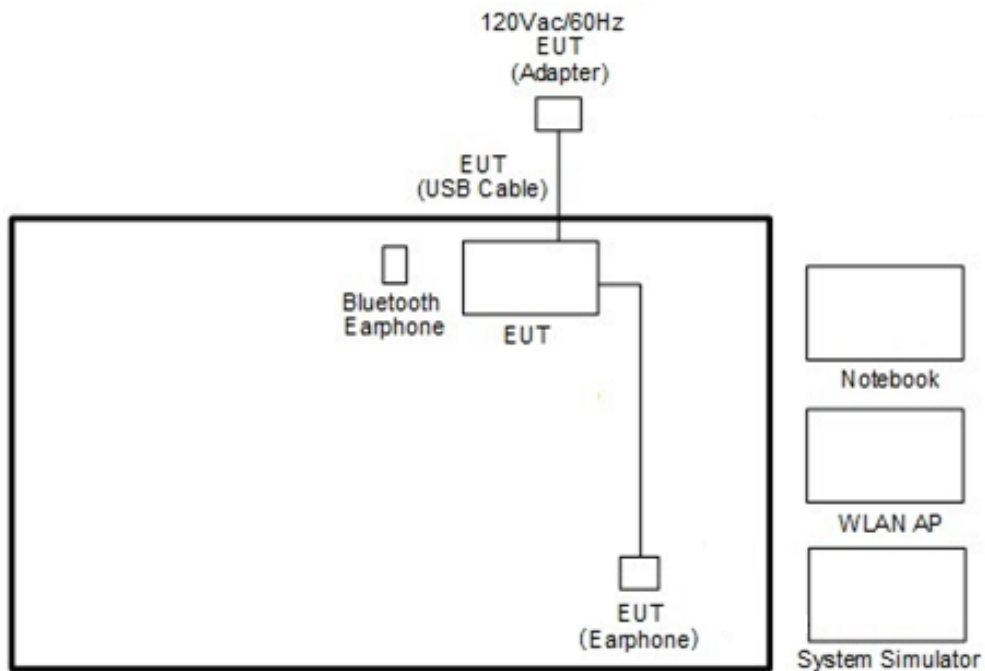 120Vac/60Hz
EUT
(Adapter)
EUT
(USB Cable)
Bluetooth
Earphone
EUT
Notebook
WLAN AP
EUT
(Earphone)
System Simulator